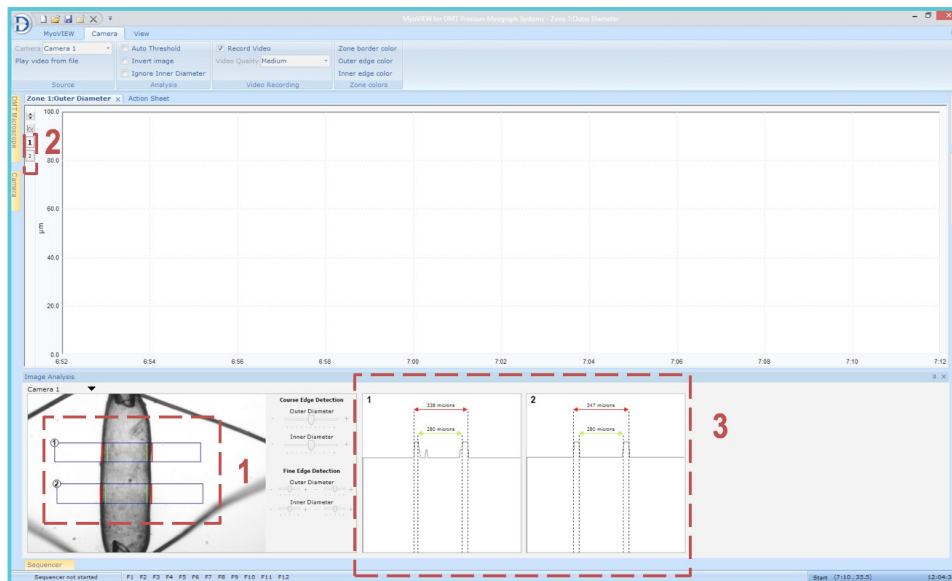 MyoVIEW for DMT Pressure Myograph Systems - Zone 1:Outer Diameter
MyoVIEW Camera View
Camera: Camera 1
Play video from file
Source
Auto Threshold
Invert image
Ignore Inner Diameter
Analysis
Record Video
Video Quality Medium
Video Recording
Zone border color
Outer edge color
Inner edge color
Zone colors
DMT Microscope
Camera
Zone 1:Outer Diameter x Action Sheet
100.0
80.0
60.0
40.0
20.0
0.0
µm
1
2
2
6:52 6:54 6:56 6:58 7:00 7:02 7:04 7:06 7:08 7:10 7:12
Image Analysis
Camera 1
1
2
1
Course Edge Detection
Outer Diameter
Inner Diameter
Fine Edge Detection
Outer Diameter
Inner Diameter
1
338 microns
280 microns
2
347 microns
280 microns
3
Sequencer
Sequencer not started F1 F2 F3 F4 F5 F6 F7 F8 F9 F10 F11 F12
Start (7:10 ,35.5)